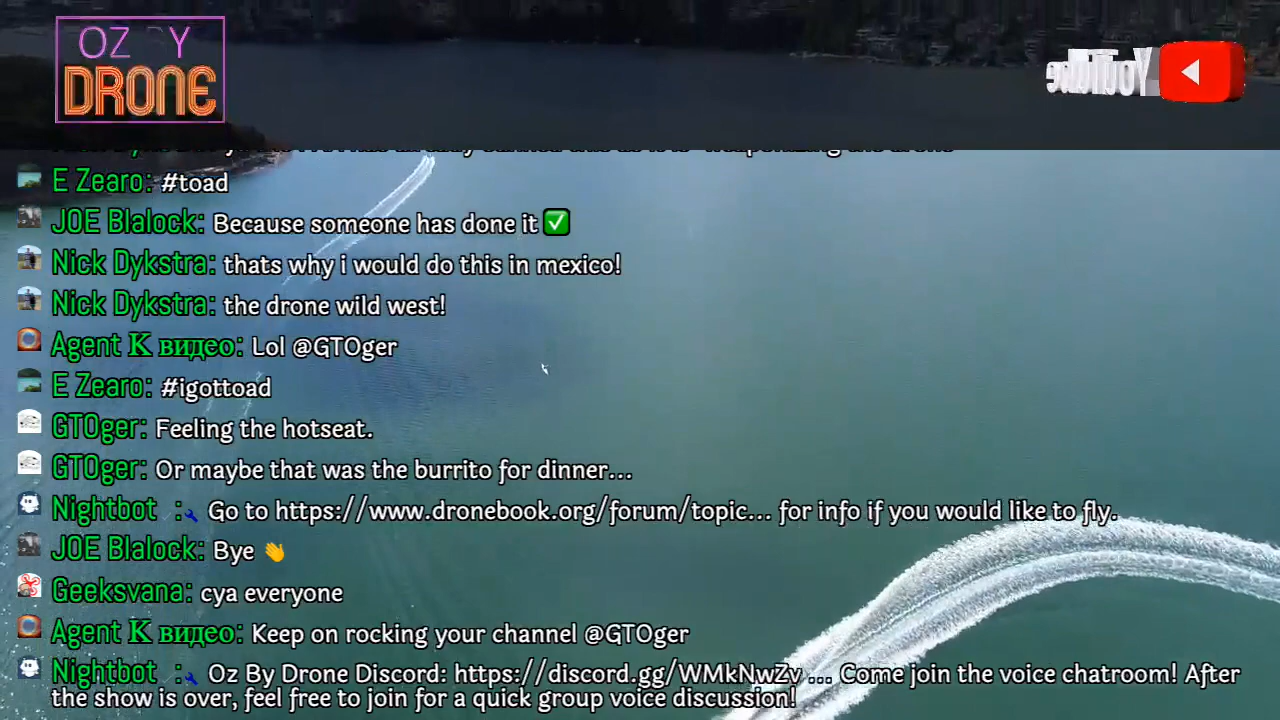 OZ BY
DRONE
YouTube
E Zearo: #toad
JOE Blalock: Because someone has done it ✅
Nick Dykstra: thats why i would do this in mexico!
Nick Dykstra: the drone wild west!
Agent К видео: Lol @GTOger
E Zearo: #igottoad
GTOger: Feeling the hotseat.
GTOger: Or maybe that was the burrito for dinner...
Nightbot : Go to https://www.dronebook.org/forum/topic... for info if you would like to fly.
JOE Blalock: Bye 👋
Geeksvana: cya everyone
Agent К видео: Keep on rocking your channel @GTOger
Nightbot : Oz By Drone Discord: https://discord.gg/WMkNwZv ... Come join the voice chatroom! After
the show is over, feel free to join for a quick group voice discussion!